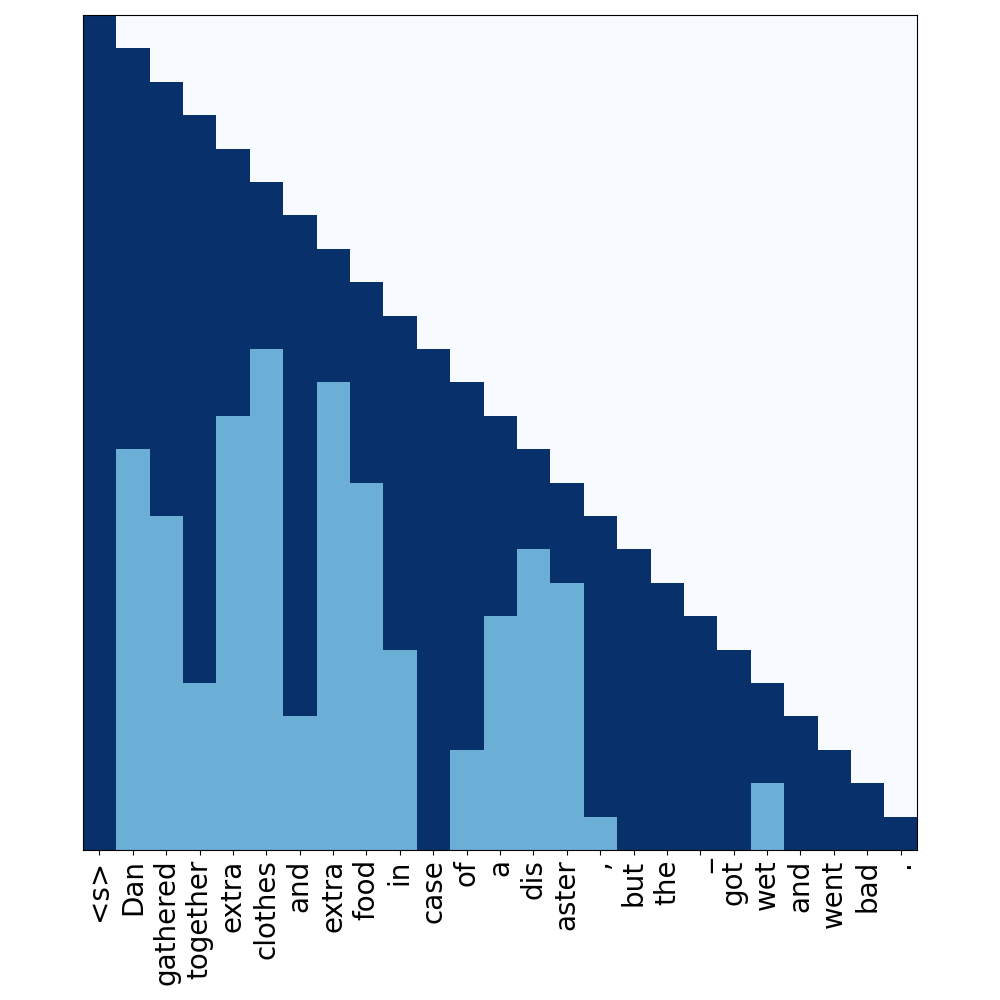 <s>
Dan
gathered
together
extra
clothes
and
extra
food
in
case
of
a
dis
aster
,
but
the
_
got
wet
and
went
bad
.